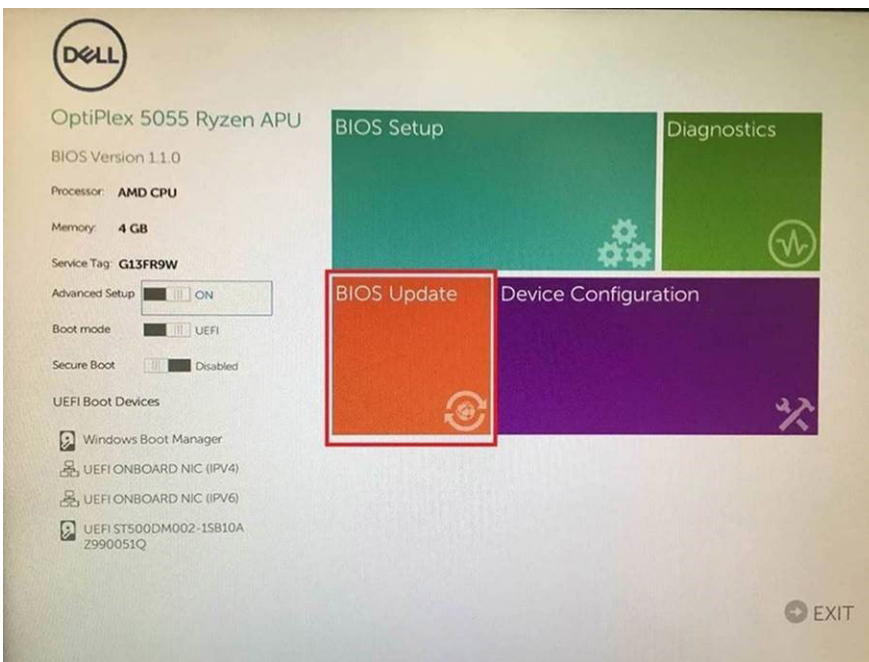 DELL
OptiPlex 5055 Ryzen APU
BIOS Version 1.1.0
Processor: AMD CPU
Memory: 4 GB
Service Tag: G13FR9W
Advanced Setup ON
Boot mode UEFI
Secure Boot Disabled
UEFI Boot Devices
Windows Boot Manager
UEFI ONBOARD NIC (IPV4)
UEFI ONBOARD NIC (IPV6)
UEFI ST500DM002-1SB10A
Z990051Q
BIOS Setup
Diagnostics
BIOS Update
Device Configuration
EXIT